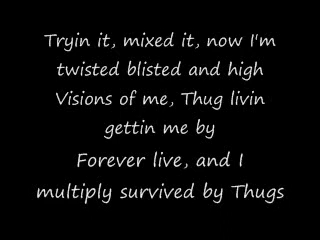 Tryin it, mixed it, now I'm
twisted blisted and high
Visions of me, Thug livin
gettin me by
Forever live, and I
multiply survived by Thugs